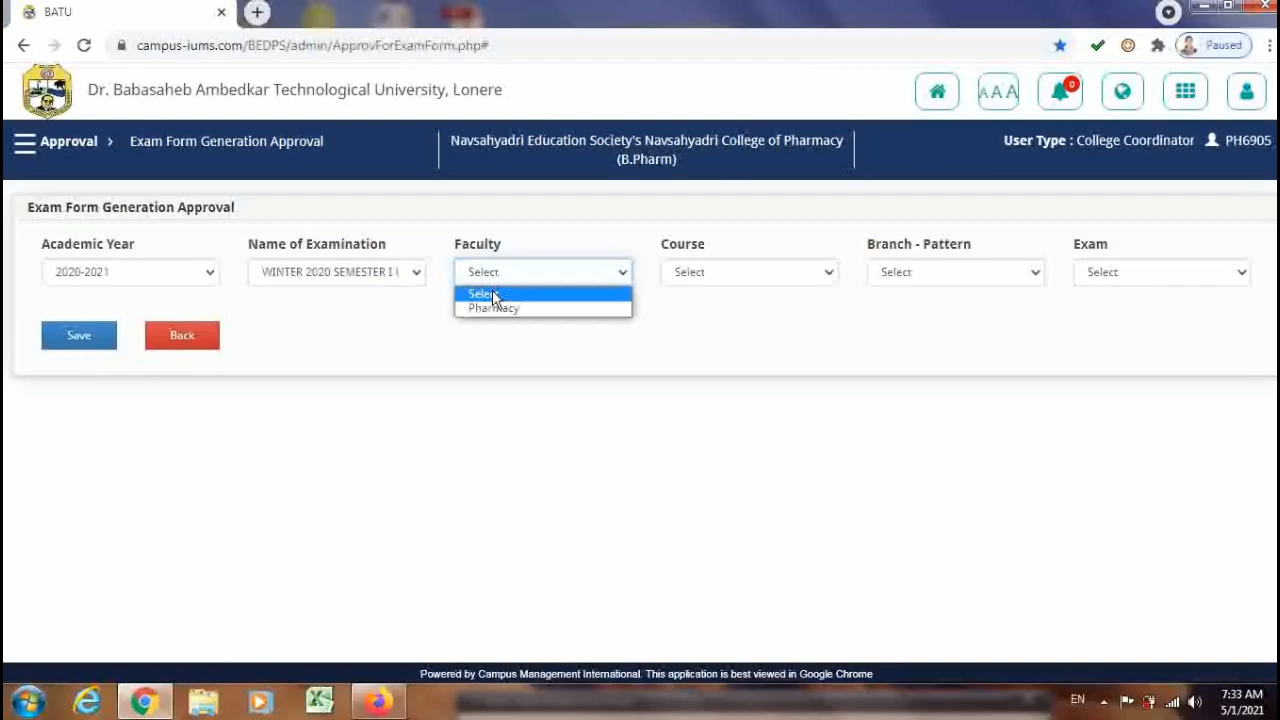 BATU
campus-iums.com/BEDPS/admin/ApprovForExamForm.php#
Paused
Dr. Babasaheb Ambedkar Technological University, Lonere
A A A
0
Approval > Exam Form Generation Approval
Navsahyadri Education Society's Navsahyadri College of Pharmacy
(B.Pharm)
User Type : College Coordinator PH6905
Exam Form Generation Approval
Academic Year Name of Examination Faculty Course Branch - Pattern Exam
2020-2021 WINTER 2020 SEMESTER I ( Select Select Select Select
Select
Pharmacy
Save Back
Powered by Campus Management International. This application is best viewed in Google Chrome
EN
7:33 AM
5/1/2021